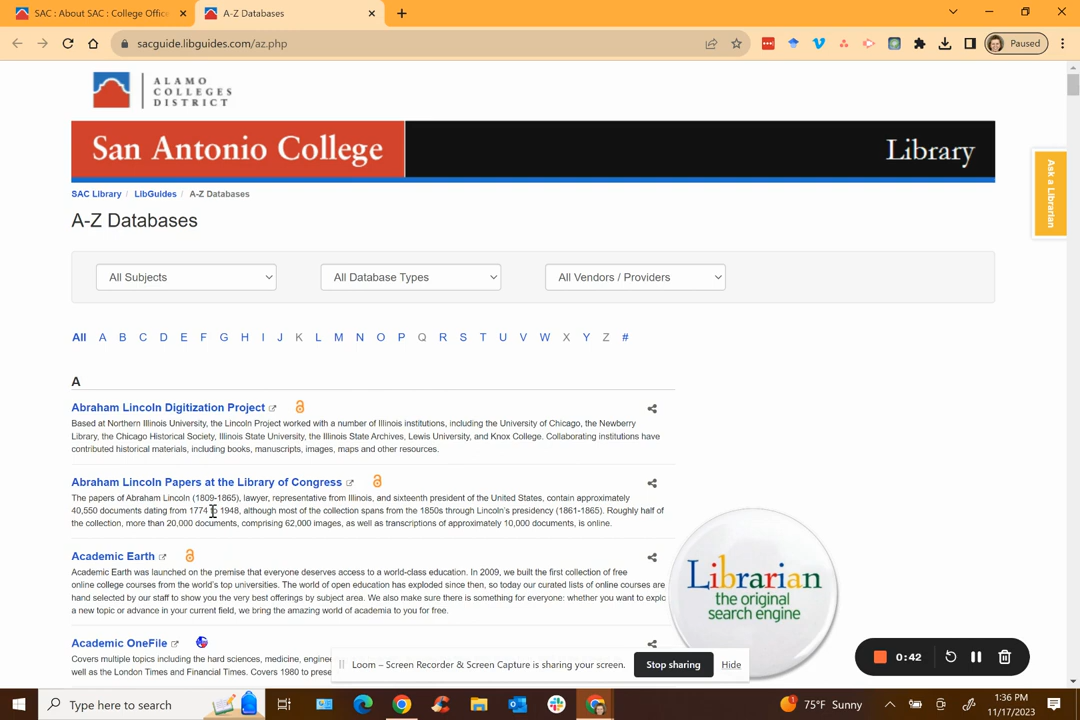 SAC : About SAC : College Offic
A-Z Databases
sacguide.libguides.com/az.php
Paused
ALAMO
COLLEGES
DISTRICT
San Antonio College
Library
Ask a Librarian
SAC Library / LibGuides / A-Z Databases
A-Z Databases
All Subjects
All Database Types
All Vendors / Providers
All A B C D E F G H I J K L M N O P Q R S T U V W X Y Z #
A
Abraham Lincoln Digitization Project
Based at Northern Illinois University, the Lincoln Project worked with a number of Illinois institutions, including the University of Chicago, the Newberry
Library, the Chicago Historical Society, Illinois State University, the Illinois State Archives, Lewis University, and Knox College. Collaborating institutions have
contributed historical materials, including books, manuscripts, images, maps and other resources.
Abraham Lincoln Papers at the Library of Congress
The papers of Abraham Lincoln (1809-1865), lawyer, representative from Illinois, and sixteenth president of the United States, contain approximately
40,550 documents dating from 1774 to 1948, although most of the collection spans from the 1850s through Lincoln's presidency (1861-1865). Roughly half of
the collection, more than 20,000 documents, comprising 62,000 images, as well as transcriptions of approximately 10,000 documents, is online.
Academic Earth
Academic Earth was launched on the premise that everyone deserves access to a world-class education. In 2009, we built the first collection of free
online college courses from the world's top universities. The world of open education has exploded since then, so today our curated lists of online courses are
hand selected by our staff to show you the very best offerings by subject area. We also make sure there is something for everyone: whether you want to explo
a new topic or advance in your current field, we bring the amazing world of academia to you for free.
Librarian
the original
search engine
Academic OneFile
Covers multiple topics including the hard sciences, medicine, engine
well as the London Times and Financial Times. Covers 1980 to prese
Loom – Screen Recorder & Screen Capture is sharing your screen.
Stop sharing
Hide
0:42
Type here to search
75°F Sunny
1:36 PM
11/17/2023